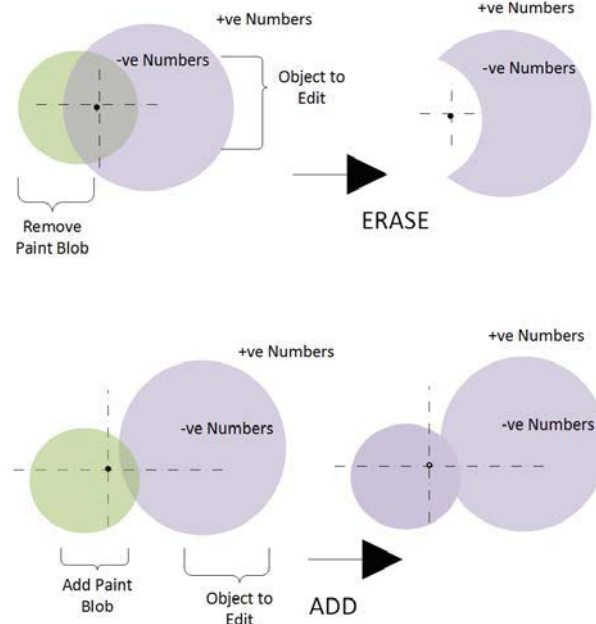 +ve Numbers
-ve Numbers
Object to
Edit
Remove
Paint Blob
ERASE
+ve Numbers
-ve Numbers
+ve Numbers
-ve Numbers
Add Paint
Blob
Object to
Edit
ADD
+ve Numbers
-ve Numbers